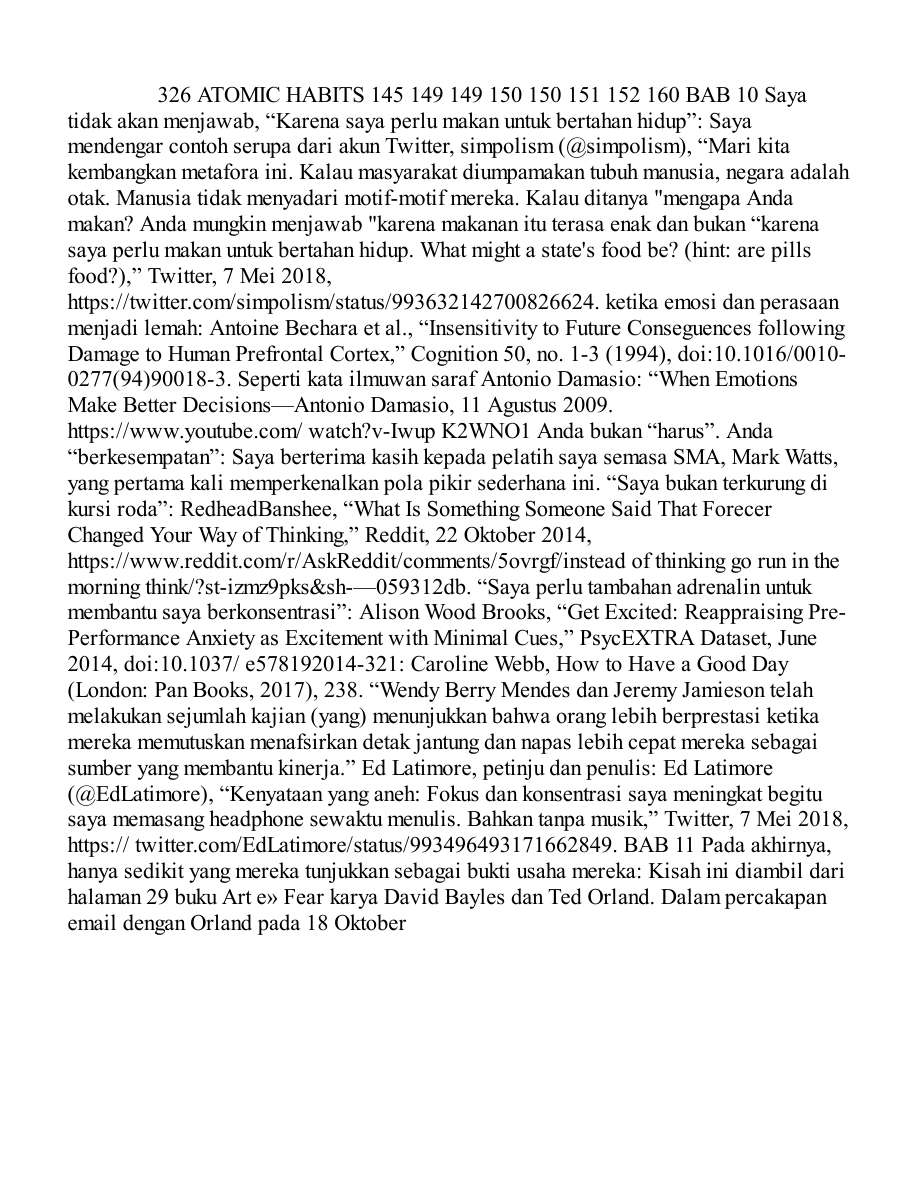 326 ATOMIC HABITS 145 149 149 150 150 151 152 160 BAB 10 Saya
tidak akan menjawab, “Karena saya perlu makan untuk bertahan hidup”: Saya
mendengar contoh serupa dari akun Twitter, simpolism (@simpolism), “Mari kita
kembangkan metafora ini. Kalau masyarakat diumpamakan tubuh manusia, negara adalah
otak. Manusia tidak menyadari motif-motif mereka. Kalau ditanya "mengapa Anda
makan? Anda mungkin menjawab "karena makanan itu terasa enak dan bukan “karena
saya perlu makan untuk bertahan hidup. What might a state's food be? (hint: are pills
food?),” Twitter, 7 Mei 2018,
https://twitter.com/simpolism/status/993632142700826624. ketika emosi dan perasaan
menjadi lemah: Antoine Bechara et al., “Insensitivity to Future Conseguences following
Damage to Human Prefrontal Cortex,” Cognition 50, no. 1-3 (1994), doi:10.1016/0010-
0277(94)90018-3. Seperti kata ilmuwan saraf Antonio Damasio: “When Emotions
Make Better Decisions—Antonio Damasio, 11 Agustus 2009.
https://www.youtube.com/ watch?v-Iwup K2WNO1 Anda bukan “harus”. Anda
“berkesempatan”: Saya berterima kasih kepada pelatih saya semasa SMA, Mark Watts,
yang pertama kali memperkenalkan pola pikir sederhana ini. “Saya bukan terkurung di
kursi roda”: RedheadBanshee, “What Is Something Someone Said That Forecer
Changed Your Way of Thinking,” Reddit, 22 Oktober 2014,
https://www.reddit.com/r/AskReddit/comments/5ovrgf/instead of thinking go run in the
morning think/?st-izmz9pks&sh-—059312db. “Saya perlu tambahan adrenalin untuk
membantu saya berkonsentrasi”: Alison Wood Brooks, “Get Excited: Reappraising Pre-
Performance Anxiety as Excitement with Minimal Cues,” PsycEXTRA Dataset, June
2014, doi:10.1037/ e578192014-321: Caroline Webb, How to Have a Good Day
(London: Pan Books, 2017), 238. “Wendy Berry Mendes dan Jeremy Jamieson telah
melakukan sejumlah kajian (yang) menunjukkan bahwa orang lebih berprestasi ketika
mereka memutuskan menafsirkan detak jantung dan napas lebih cepat mereka sebagai
sumber yang membantu kinerja.” Ed Latimore, petinju dan penulis: Ed Latimore
(@EdLatimore), “Kenyataan yang aneh: Fokus dan konsentrasi saya meningkat begitu
saya memasang headphone sewaktu menulis. Bahkan tanpa musik,” Twitter, 7 Mei 2018,
https:// twitter.com/EdLatimore/status/993496493171662849. BAB 11 Pada akhirnya,
hanya sedikit yang mereka tunjukkan sebagai bukti usaha mereka: Kisah ini diambil dari
halaman 29 buku Art e» Fear karya David Bayles dan Ted Orland. Dalam percakapan
email dengan Orland pada 18 Oktober